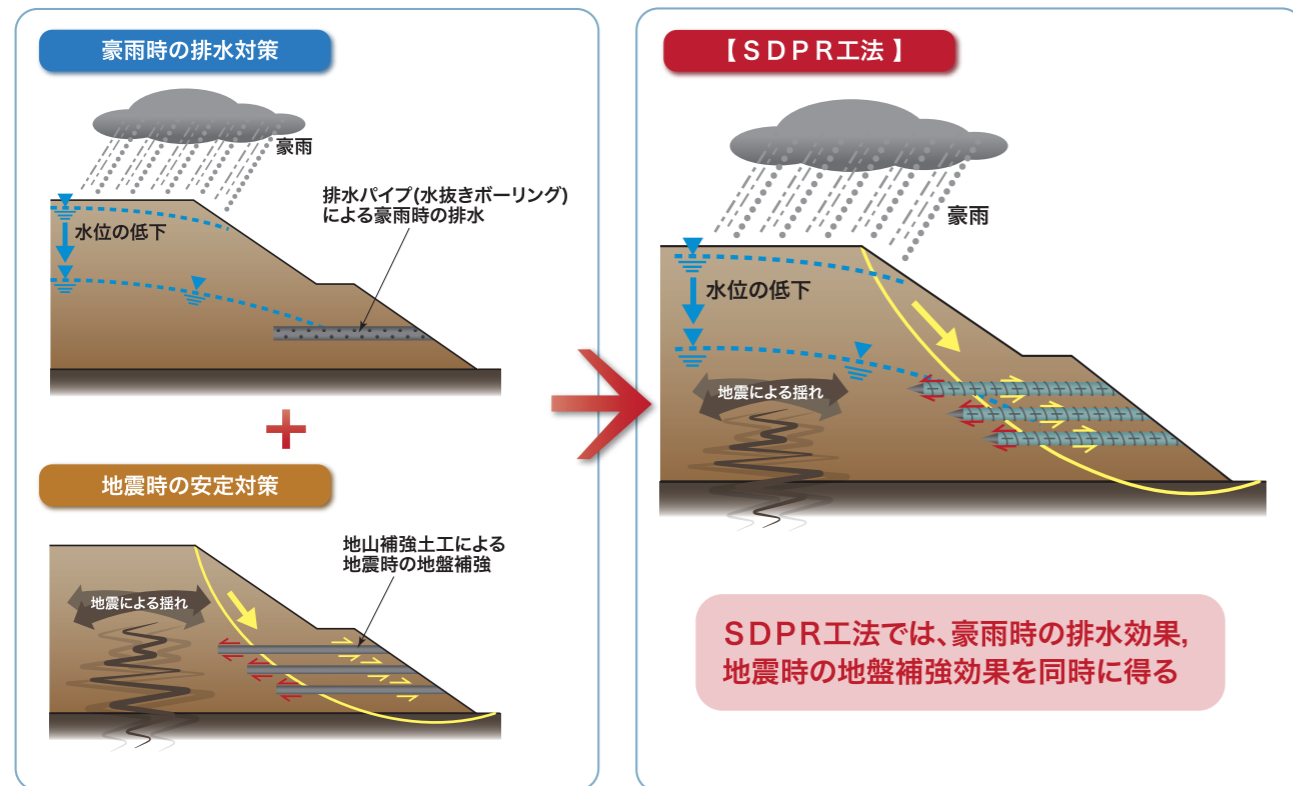 豪雨時の排水対策
豪雨
排水パイプ(水抜きボーリング)
による豪雨時の排水
水位の低下
地震時の安定対策
地山補強土工による
地震時の地盤補強
地震による揺れ
【 ＳＤＰＲ工法 】
豪雨
水位の低下
地震による揺れ
ＳＤＰＲ工法では、豪雨時の排水効果,
地震時の地盤補強効果を同時に得る